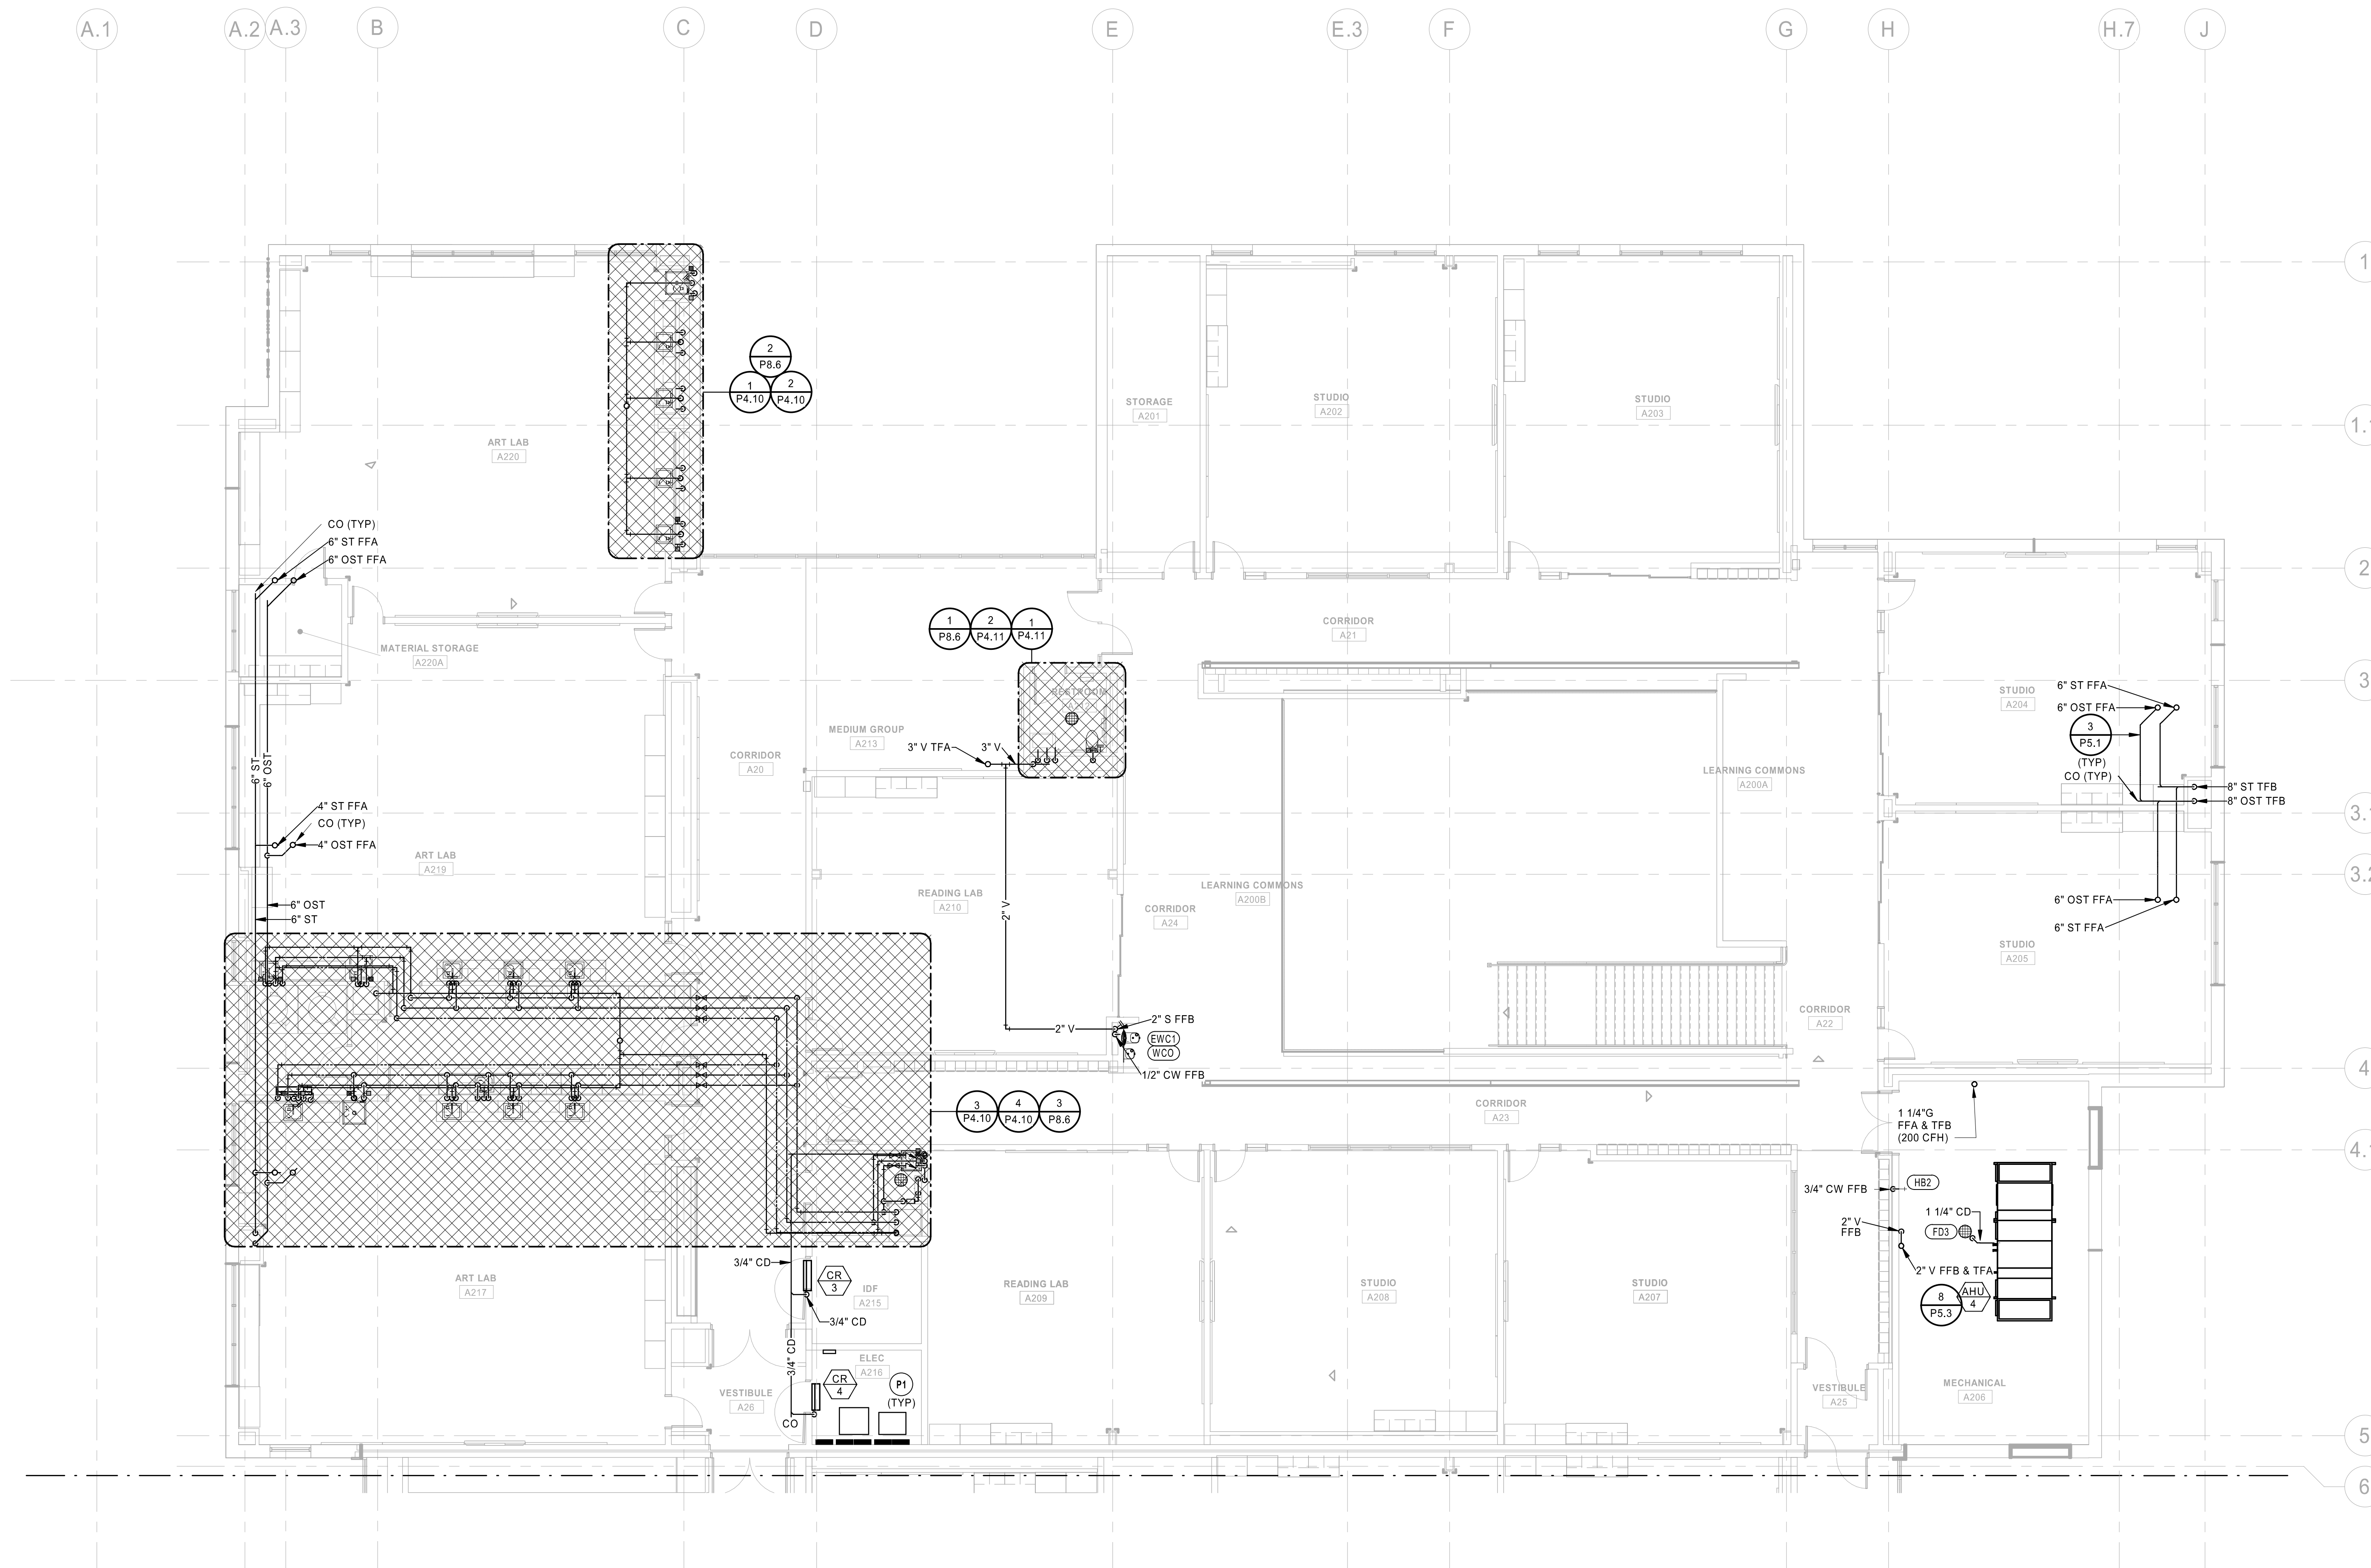 A.1
A.2
A.3
B
C
D
E
E.3
F
G
H
H.7
J
1
2
P8.6
1
P4.10
2
P4.10
STORAGE
A201
STUDIO
A202
STUDIO
A203
ART LAB
A220
CO (TYP)
6" ST FFA
6" OST FFA
2
1
P8.6
2
P4.11
1
P4.11
CORRIDOR
A21
MATERIAL STORAGE
A220A
3
RESTROOM
STUDIO
A204
6" ST FFA
6" OST FFA
3
P5.1
(TYP)
CO (TYP)
MEDIUM GROUP
A213
3" V TFA
3" V
CORRIDOR
A20
LEARNING COMMONS
A200A
6" ST
6" OST
8" ST TFB
8" OST TFB
4" ST FFA
CO (TYP)
4" OST FFA
ART LAB
A219
READING LAB
A210
LEARNING COMMONS
A200B
CORRIDOR
A24
2" V
6" OST
6" ST
6" OST FFA
6" ST FFA
STUDIO
A205
CORRIDOR
A22
2" V
2" S FFB
EWC1
WCO
1/2" CW FFB
4
3
P4.10
4
P4.10
3
P8.6
CORRIDOR
A23
1 1/4"G
FFA & TFB
(200 CFH)
3/4" CW FFB
HB2
1 1/4" CD
2" V
FFB
FD3
2" V FFB & TFA
8
P5.3
AHU
4
3/4" CD
CR
3
IDF
A215
3/4" CD
ART LAB
A217
READING LAB
A209
STUDIO
A208
STUDIO
A207
3/4" CD
ELEC
A216
CR
4
P1
(TYP)
CO
VESTIBULE
A26
VESTIBULE
A25
MECHANICAL
A206
5
6